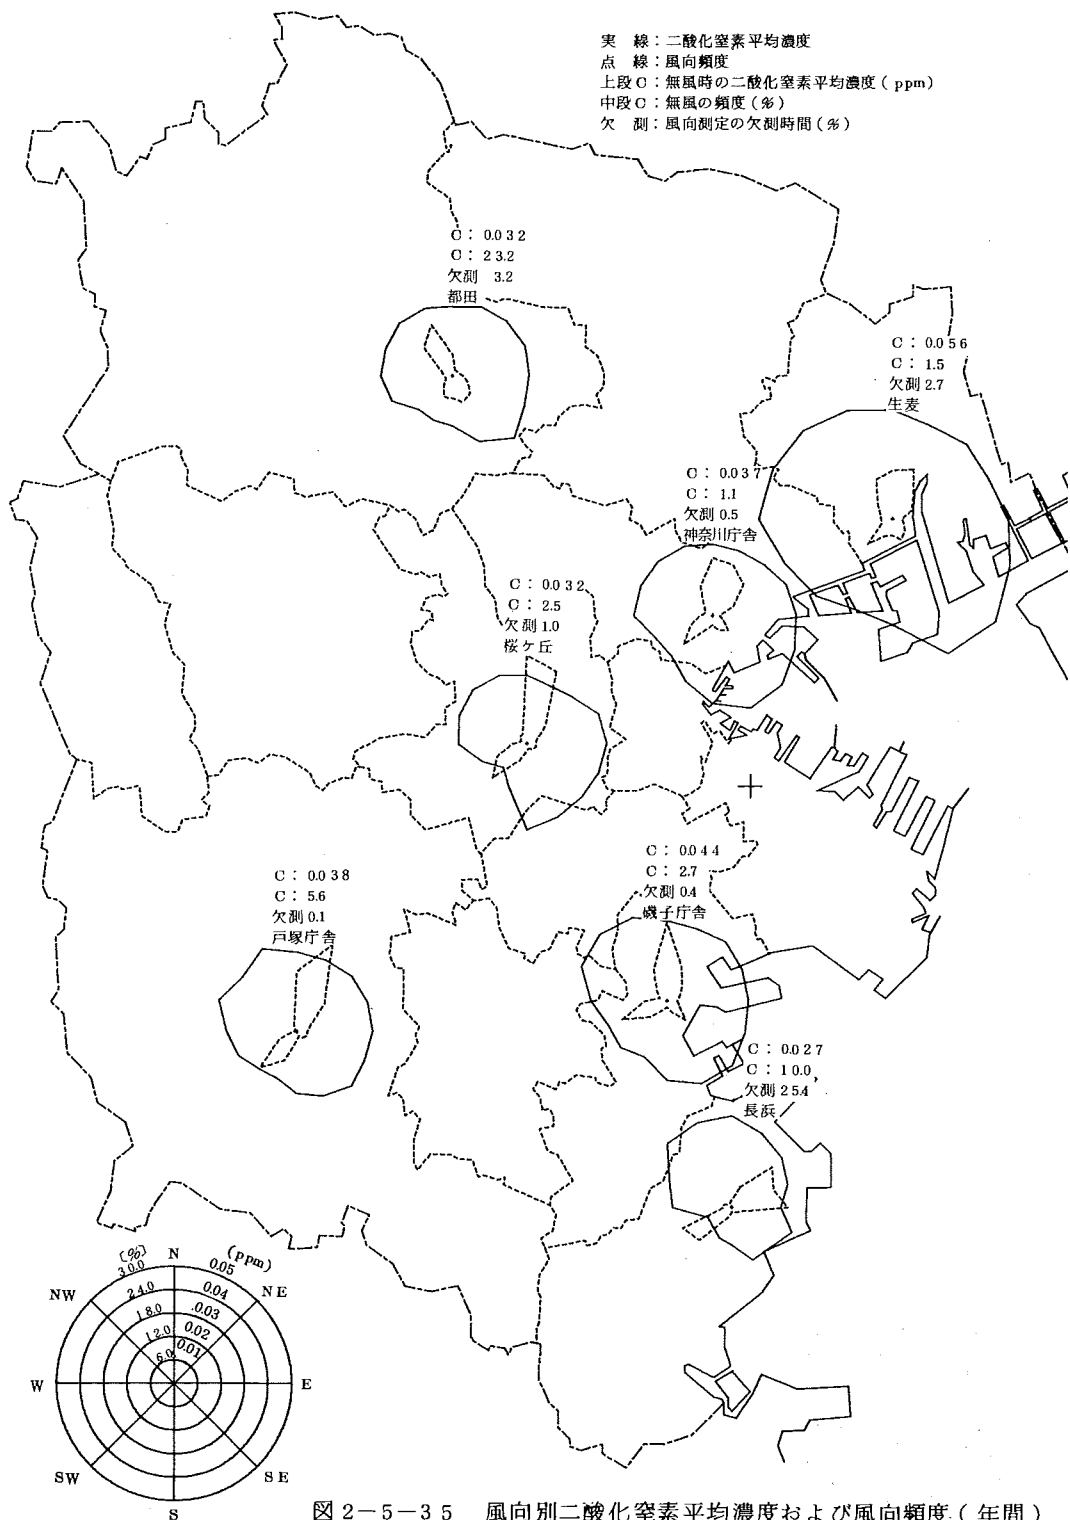 実 線：二酸化窒素平均濃度
点 線：風向頻度
上段C：無風時の二酸化窒素平均濃度（ppm）
中段C：無風の頻度（％）
欠 測：風向測定の欠測時間（％）
C：0.032
C：23.2
欠測 3.2
都田
C：0.056
C：1.5
欠測 2.7
生麦
C：0.037
C：1.1
欠測 0.5
神奈川庁舎
C：0.032
C：2.5
欠測 1.0
桜ケ丘
C：0.044
C：2.7
欠測 0.4
磯子庁舎
C：0.038
C：5.6
欠測 0.1
戸塚庁舎
C：0.027
C：10.0
欠測 25.4
長浜
〔%〕 N (ppm)
30.0 0.05
NW 24.0 0.04 NE
18.0 0.03
12.0 0.02
6.0 0.01
W E
SW SE
S
図2－5－35 風向別二酸化窒素平均濃度および風向頻度（年間）